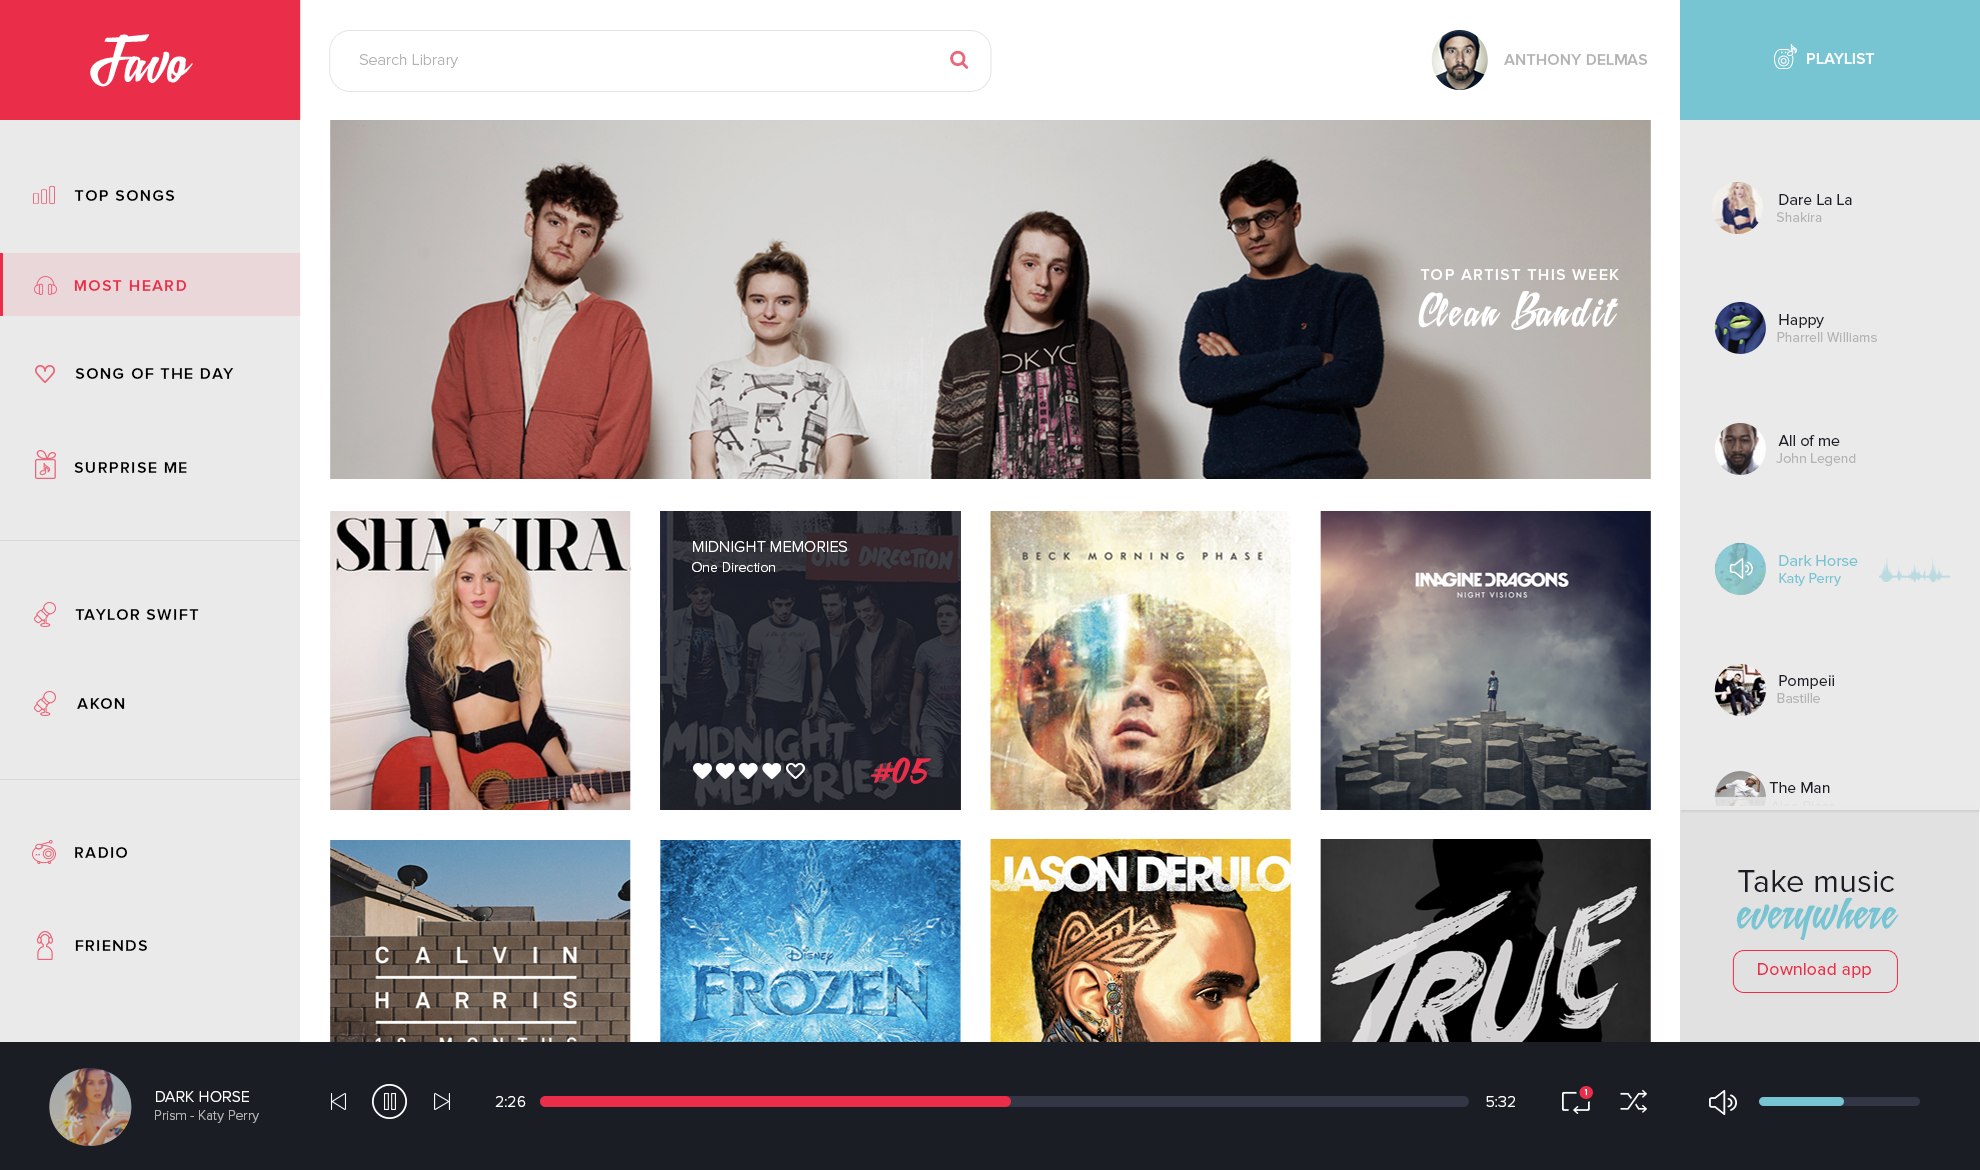 Favo
Search Library
ANTHONY DELMAS
PLAYLIST
TOP SONGS
MOST HEARD
SONG OF THE DAY
SURPRISE ME
TAYLOR SWIFT
AKON
RADIO
FRIENDS
TOP ARTIST THIS WEEK
Clean Bandit
OKYO
SHAKIRA
MIDNIGHT MEMORIES
One Direction
ONE DIRECTION
MIDNIGHT
MEMORIES
#05
BECK MORNING PHASE
IMAGINE DRAGONS
NIGHT VISIONS
CALVIN
HARRIS
18 MONTHS
Disney
FROZEN
JASON DERULO
TRUE
Dare La La
Shakira
Happy
Pharrell Williams
All of me
John Legend
Dark Horse
Katy Perry
Pompeii
Bastille
The Man
Take music
everywhere
Download app
DARK HORSE
Prism - Katy Perry
2:26
5:32
1